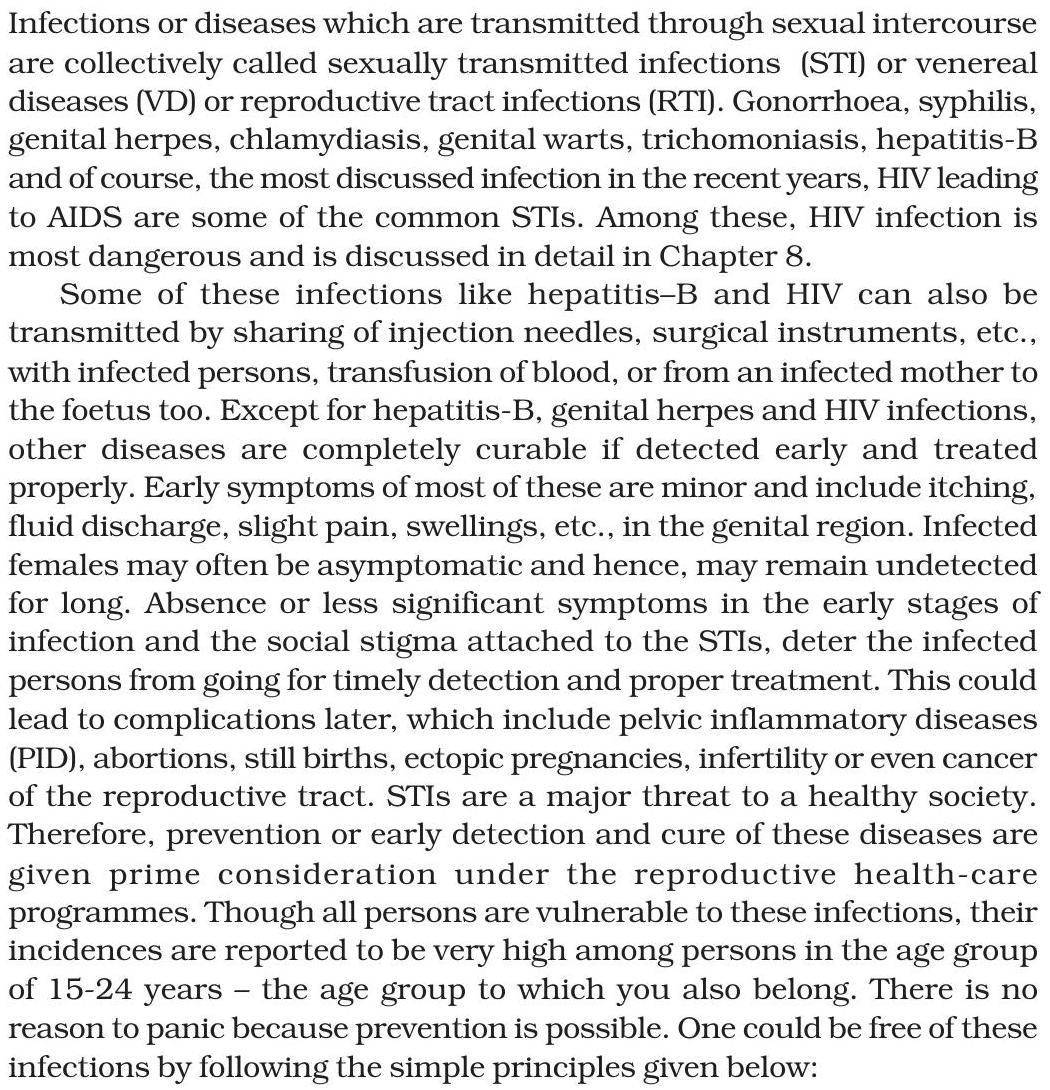 Infections or diseases which are transmitted through sexual intercourse
are collectively called sexually transmitted infections (STI) or venereal
diseases (VD) or reproductive tract infections (RTI). Gonorrhoea, syphilis,
genital herpes, chlamydiasis, genital warts, trichomoniasis, hepatitis-B
and of course, the most discussed infection in the recent years, HIV leading
to AIDS are some of the common STIs. Among these, HIV infection is
most dangerous and is discussed in detail in Chapter 8.
Some of these infections like hepatitis–B and HIV can also be
transmitted by sharing of injection needles, surgical instruments, etc.,
with infected persons, transfusion of blood, or from an infected mother to
the foetus too. Except for hepatitis-B, genital herpes and HIV infections,
other diseases are completely curable if detected early and treated
properly. Early symptoms of most of these are minor and include itching,
fluid discharge, slight pain, swellings, etc., in the genital region. Infected
females may often be asymptomatic and hence, may remain undetected
for long. Absence or less significant symptoms in the early stages of
infection and the social stigma attached to the STIs, deter the infected
persons from going for timely detection and proper treatment. This could
lead to complications later, which include pelvic inflammatory diseases
(PID), abortions, still births, ectopic pregnancies, infertility or even cancer
of the reproductive tract. STIs are a major threat to a healthy society.
Therefore, prevention or early detection and cure of these diseases are
given prime consideration under the reproductive health-care
programmes. Though all persons are vulnerable to these infections, their
incidences are reported to be very high among persons in the age group
of 15-24 years – the age group to which you also belong. There is no
reason to panic because prevention is possible. One could be free of these
infections by following the simple principles given below: